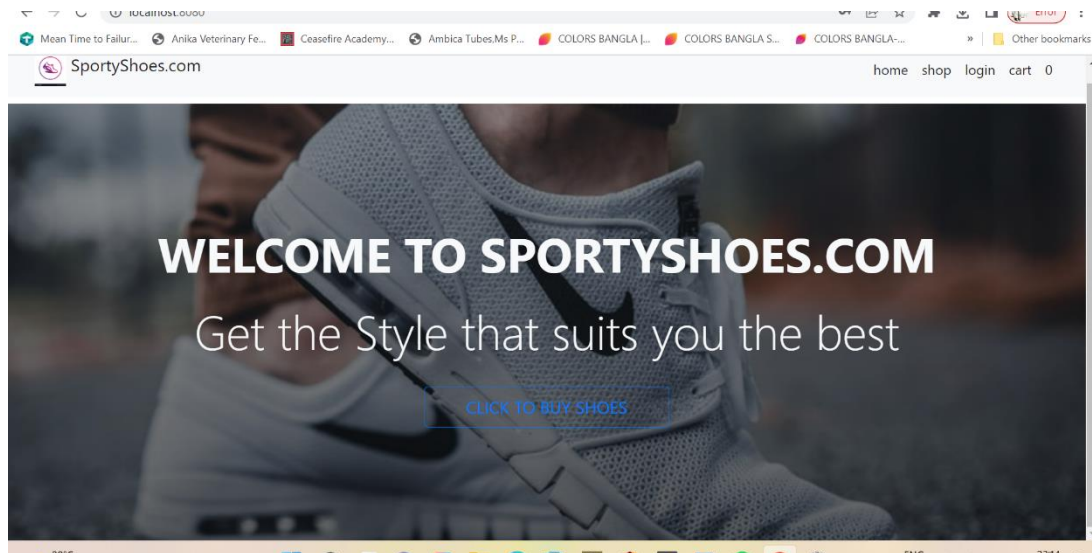 localhost:8080
Error
Mean Time to Failur... Anika Veterinary Fe... Ceasefire Academy... Ambica Tubes,Ms P... COLORS BANGLA |... COLORS BANGLA S... COLORS BANGLA-... » Other bookmarks
SportyShoes.com home shop login cart 0
WELCOME TO SPORTYSHOES.COM
Get the Style that suits you the best
CLICK TO BUY SHOES